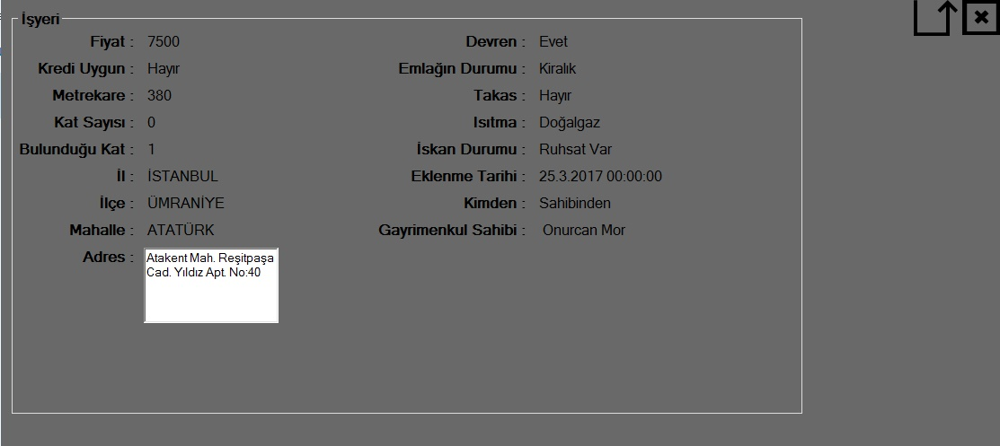 İşyeri
Fiyat : 7500 Devren : Evet
Kredi Uygun : Hayır Emlağın Durumu : Kiralık
Metrekare : 380 Takas : Hayır
Kat Sayısı : 0 Isıtma : Doğalgaz
Bulunduğu Kat : 1 İskan Durumu : Ruhsat Var
İl : İSTANBUL Eklenme Tarihi : 25.3.2017 00:00:00
İlçe : ÜMRANİYE Kimden : Sahibinden
Mahalle : ATATÜRK Gayrimenkul Sahibi : Onurcan Mor
Adres : Atakent Mah. Reşitpaşa
Cad. Yıldız Apt. No:40